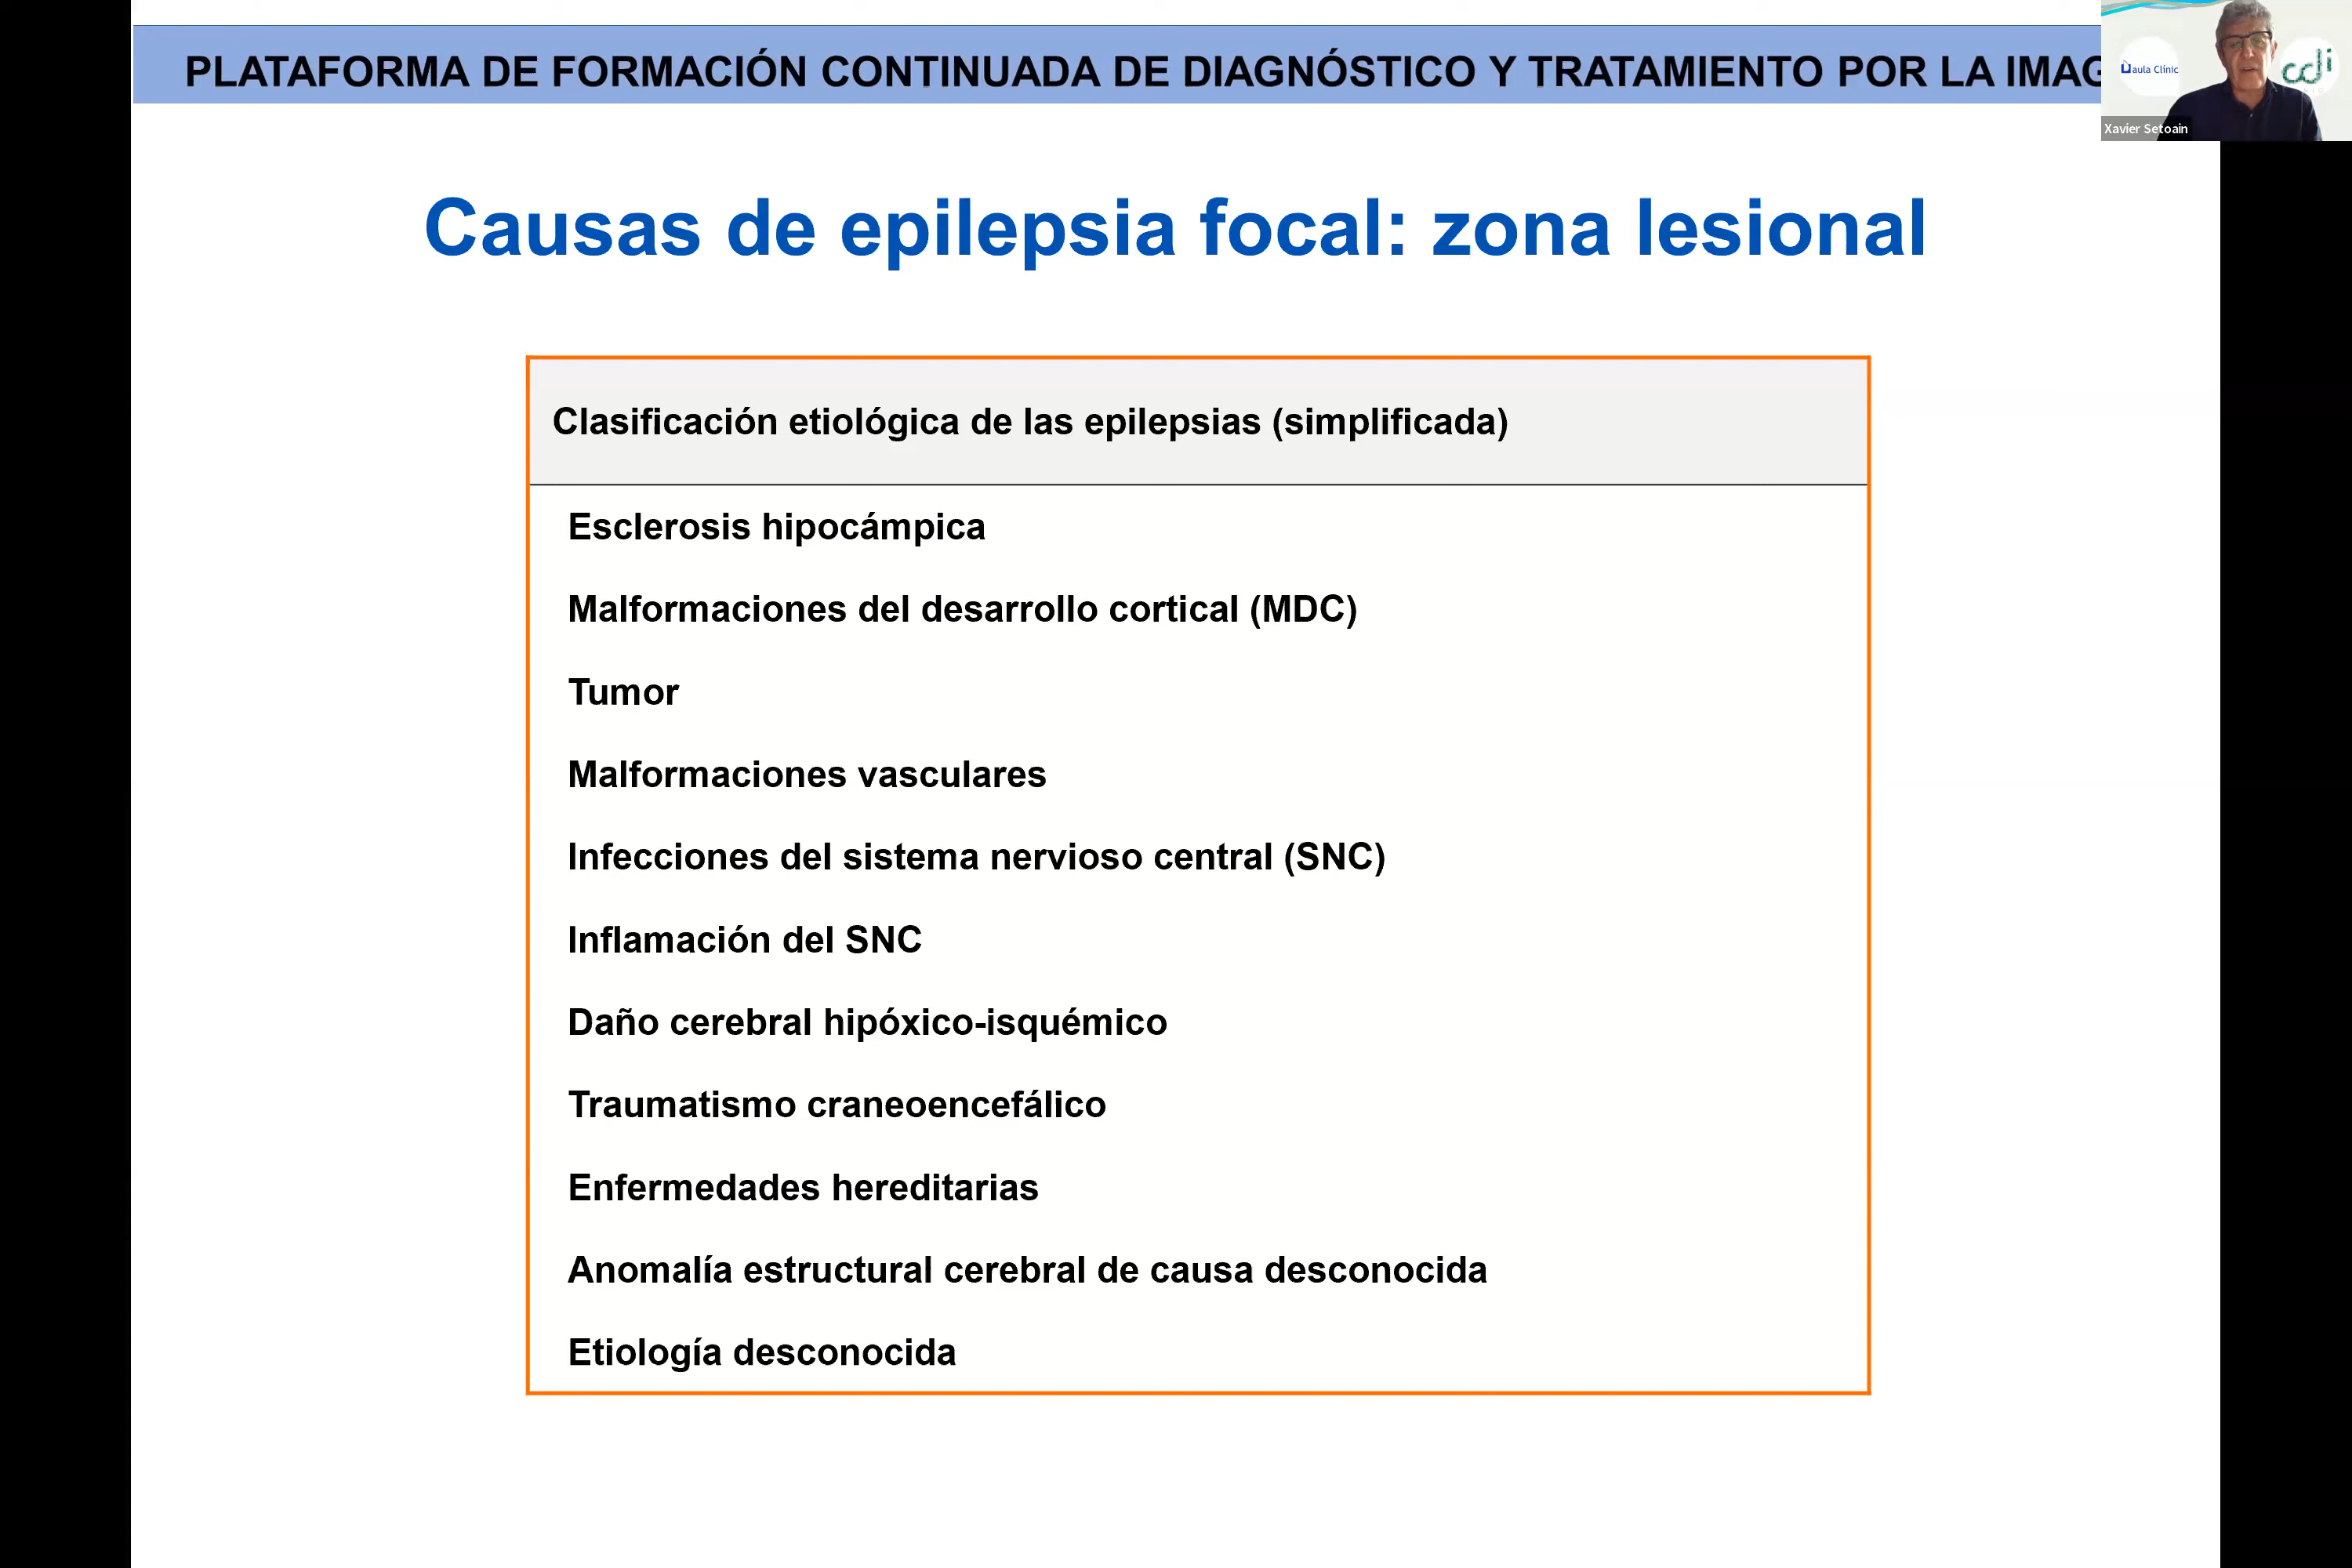 PLATAFORMA DE FORMACIÓN CONTINUADA DE DIAGNÓSTICO Y TRATAMIENTO POR LA IMAG
aula Clínic
cdi
Xavier Setoain
Causas de epilepsia focal: zona lesional
Clasificación etiológica de las epilepsias (simplificada)
Esclerosis hipocámpica
Malformaciones del desarrollo cortical (MDC)
Tumor
Malformaciones vasculares
Infecciones del sistema nervioso central (SNC)
Inflamación del SNC
Daño cerebral hipóxico-isquémico
Traumatismo craneoencefálico
Enfermedades hereditarias
Anomalía estructural cerebral de causa desconocida
Etiología desconocida